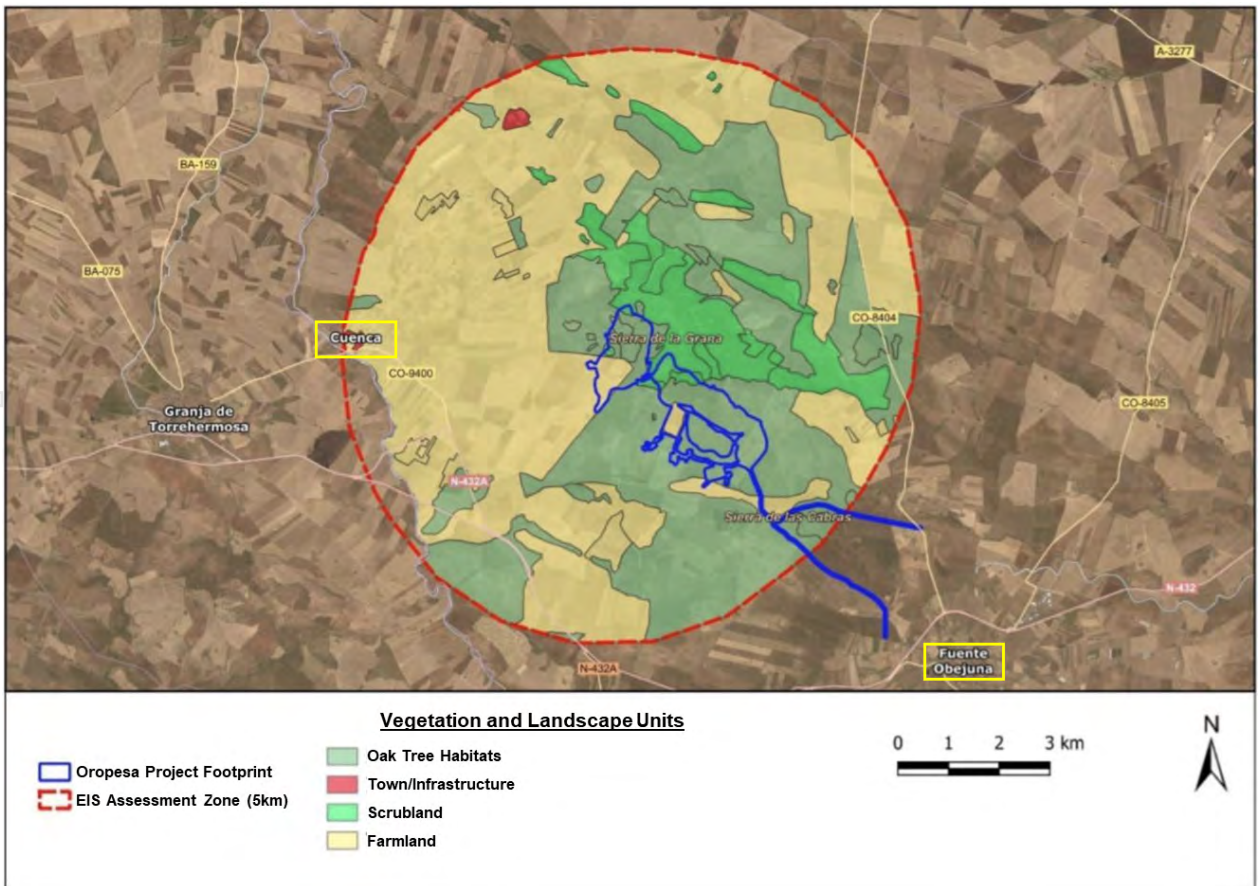 A-3277
BA-159
BA-075
CO-8404
Cuenca
Sierra de la Grana
CO-9400
CO-8405
Granja de
Torrehermosa
N-432A
Sierra de las Cabras
N-432
Fuente
Obejuna
N-432A
Vegetation and Landscape Units
N
0 1 2 3 km
Oak Tree Habitats
Oropesa Project Footprint
Town/Infrastructure
EIS Assessment Zone (5km)
Scrubland
Farmland